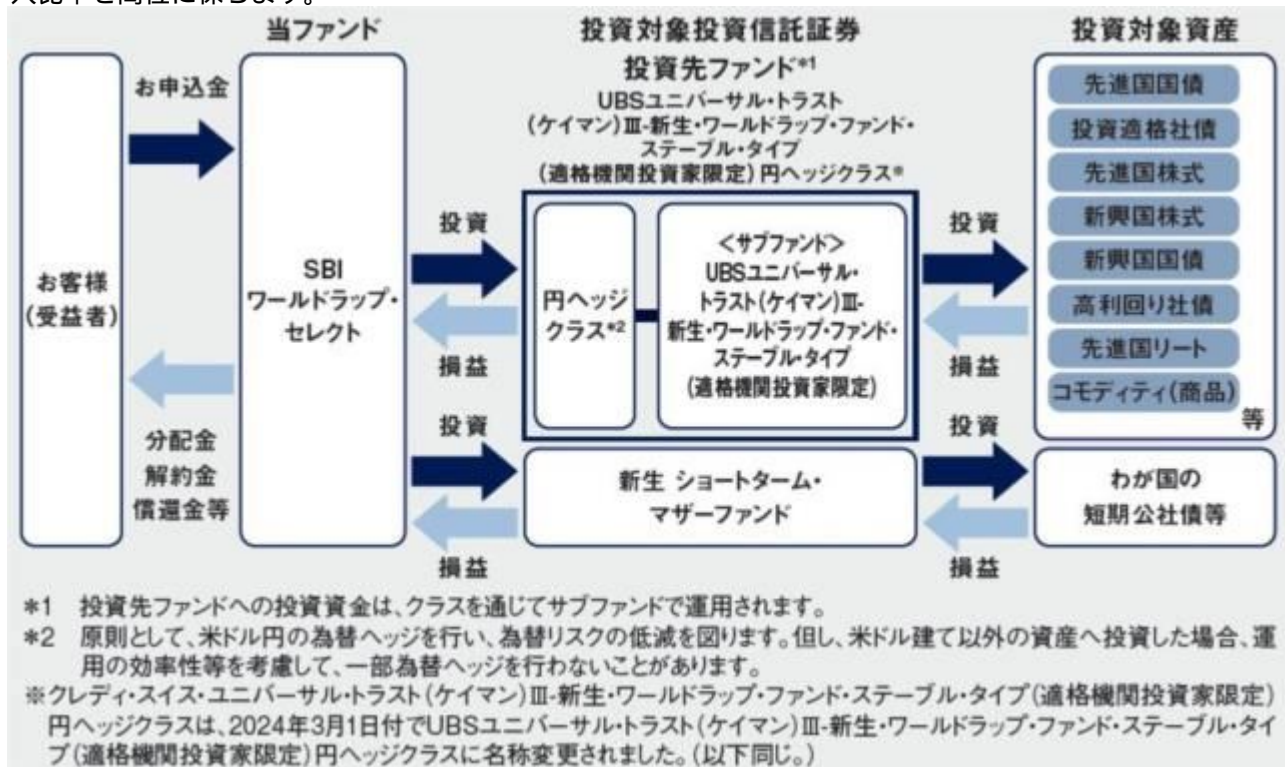 当ファンド
投資対象投資信託証券
投資対象資産
お申込金
お客様
(受益者)
分配金
解約金
償還金等
SBI
ワールドラップ・
セレクト
投資
損益
投資
損益
投資先ファンド*1
UBSユニバーサル・トラスト
(ケイマン)Ⅲ-新生・ワールドラップ・ファンド・
ステーブル・タイプ
(適格機関投資家限定)円ヘッジクラス※
円ヘッジ
クラス*2
<サブファンド>
UBSユニバーサル・
トラスト(ケイマン)Ⅲ-
新生・ワールドラップ・ファンド・
ステーブル・タイプ
(適格機関投資家限定)
新生 ショートターム・
マザーファンド
投資
損益
投資
損益
先進国国債
投資適格社債
先進国株式
新興国株式
新興国国債
高利回り社債
先進国リート
コモディティ(商品)
等
わが国の
短期公社債等
*1 投資先ファンドへの投資資金は、クラスを通じてサブファンドで運用されます。
*2 原則として、米ドル円の為替ヘッジを行い、為替リスクの低減を図ります。但し、米ドル建て以外の資産へ投資した場合、運
用の効率性等を考慮して、一部為替ヘッジを行わないことがあります。
※クレディ・スイス・ユニバーサル・トラスト(ケイマン)Ⅲ-新生・ワールドラップ・ファンド・ステーブル・タイプ(適格機関投資家限定)
円ヘッジクラスは、2024年3月1日付でUBSユニバーサル・トラスト(ケイマン)Ⅲ-新生・ワールドラップ・ファンド・ステーブル・タイ
プ(適格機関投資家限定)円ヘッジクラスに名称変更されました。(以下同じ。)